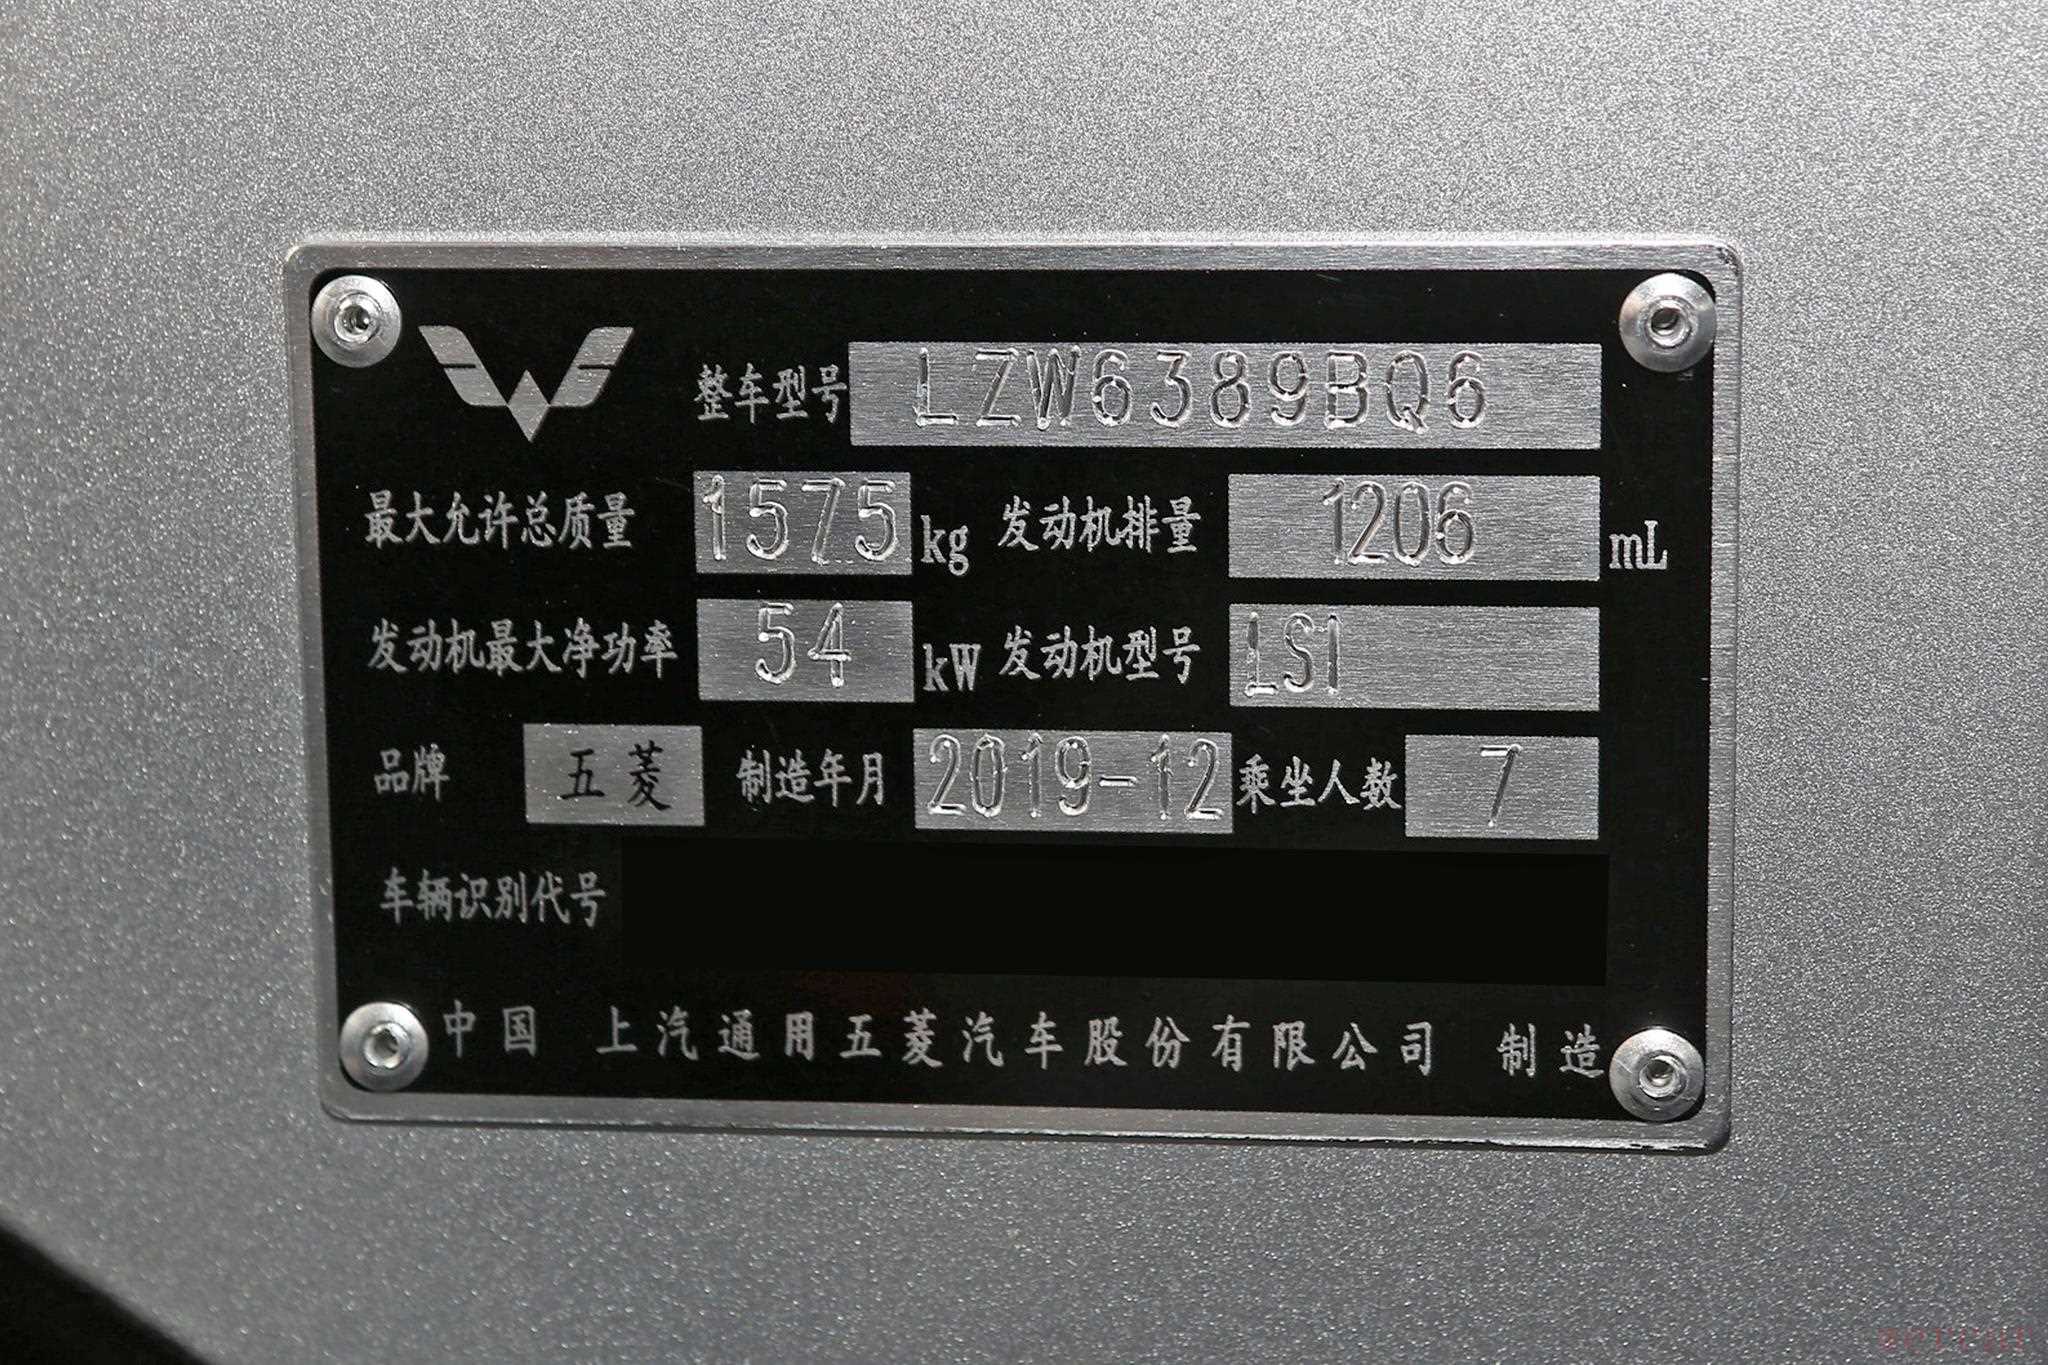 整车型号 LZW6389BQ6
最大允许总质量 1575 kg 发动机排量 1206 mL
发动机最大净功率 54 kW 发动机型号 LSI
品牌 五菱 制造年月 2019-12 乘坐人数 7
车辆识别代号
中国 上汽通用五菱汽车股份有限公司 制造